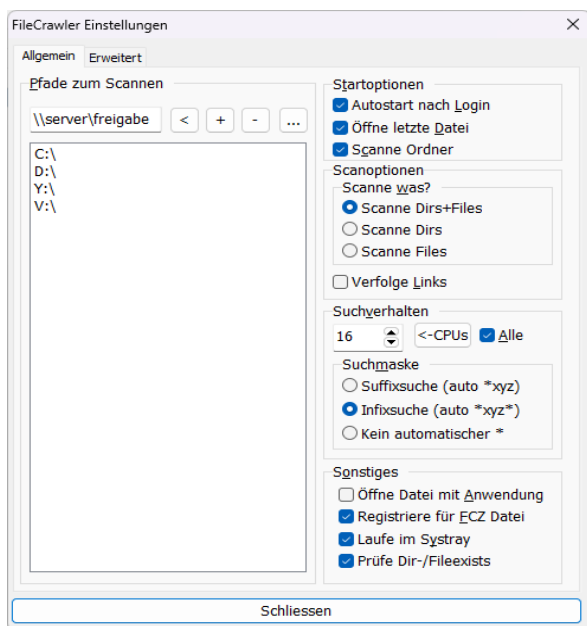 FileCrawler Einstellungen
Allgemein Erweitert
Pfade zum Scannen
\\server\freigabe < + - ...
C:\
D:\
Y:\
V:\
Startoptionen
Autostart nach Login
Öffne letzte Datei
Scanne Ordner
Scanoptionen
Scanne was?
Scanne Dirs+Files
Scanne Dirs
Scanne Files
Verfolge Links
Suchverhalten
16 <-CPUs Alle
Suchmaske
Suffixsuche (auto *xyz)
Infixsuche (auto *xyz*)
Kein automatischer *
Sonstiges
Öffne Datei mit Anwendung
Registriere für FCZ Datei
Laufe im Systray
Prüfe Dir-/Fileexists
Schliessen